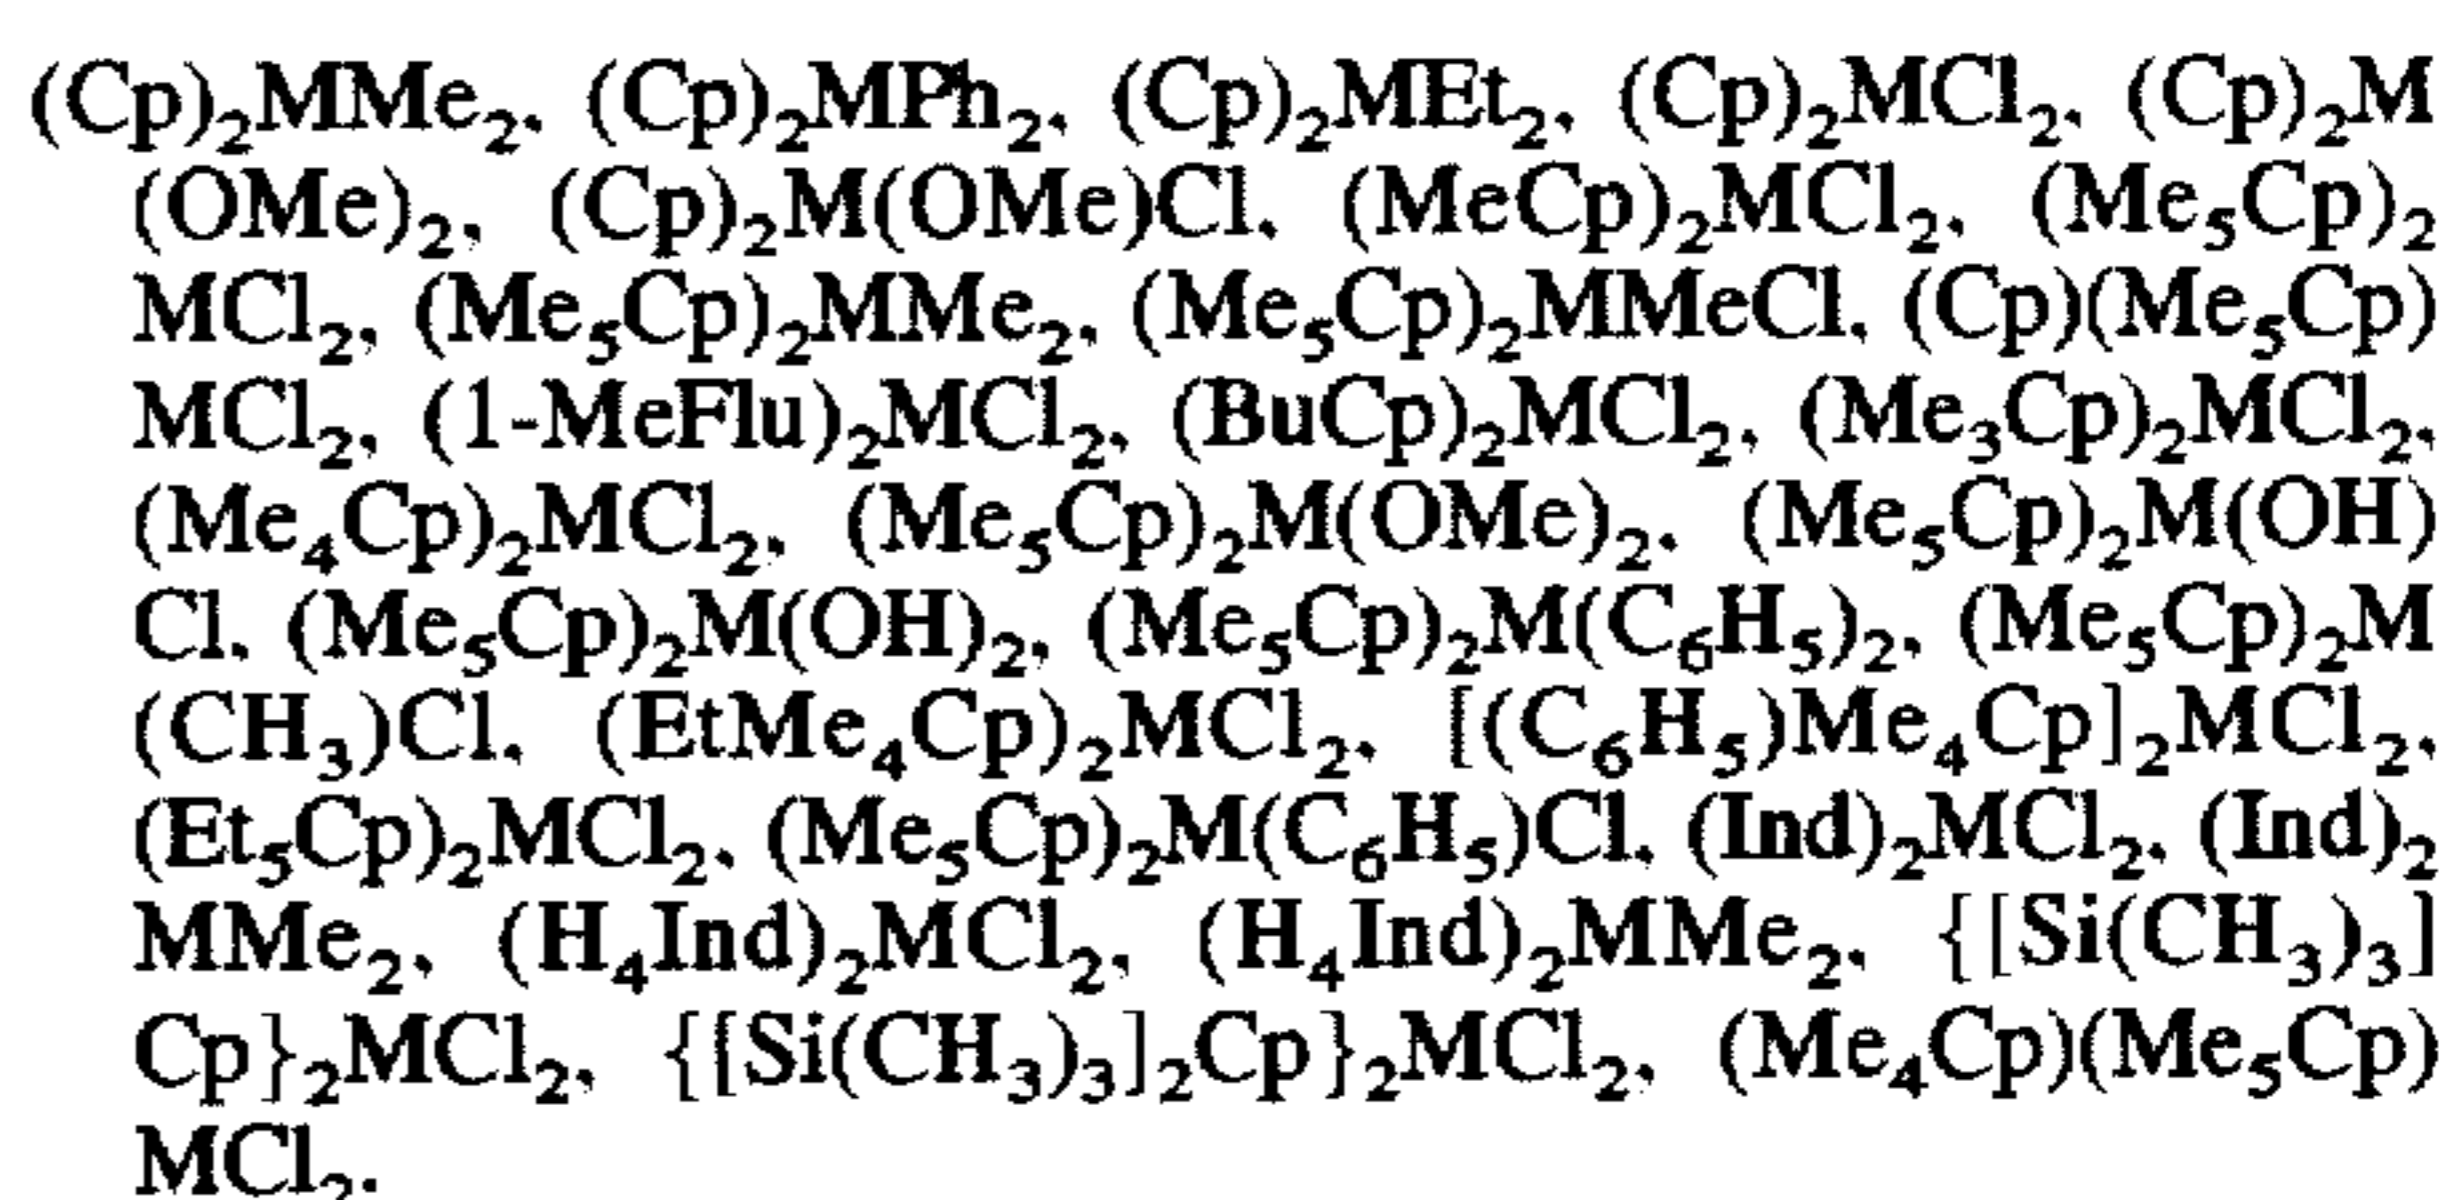 (Cp)₂MMe₂, (Cp)₂MPh₂, (Cp)₂MEt₂, (Cp)₂MCl₂, (Cp)₂M
(OMe)₂, (Cp)₂M(OMe)Cl, (MeCp)₂MCl₂, (Me₅Cp)₂
MCl₂, (Me₅Cp)₂MMe₂, (Me₅Cp)₂MMeCl, (Cp)(Me₅Cp)
MCl₂, (1-MeFlu)₂MCl₂, (BuCp)₂MCl₂, (Me₃Cp)₂MCl₂,
(Me₄Cp)₂MCl₂, (Me₅Cp)₂M(OMe)₂, (Me₅Cp)₂M(OH)
Cl, (Me₅Cp)₂M(OH)₂, (Me₅Cp)₂M(C₆H₅)₂, (Me₅Cp)₂M
(CH₃)Cl, (EtMe₄Cp)₂MCl₂, [(C₆H₅)Me₄Cp]₂MCl₂,
(Et₅Cp)₂MCl₂, (Me₅Cp)₂M(C₆H₅)Cl, (Ind)₂MCl₂, (Ind)₂
MMe₂, (H₄Ind)₂MCl₂, (H₄Ind)₂MMe₂, {[Si(CH₃)₃]
Cp}₂MCl₂, {[Si(CH₃)₃]₂Cp}₂MCl₂, (Me₄Cp)(Me₅Cp)
MCl₂.